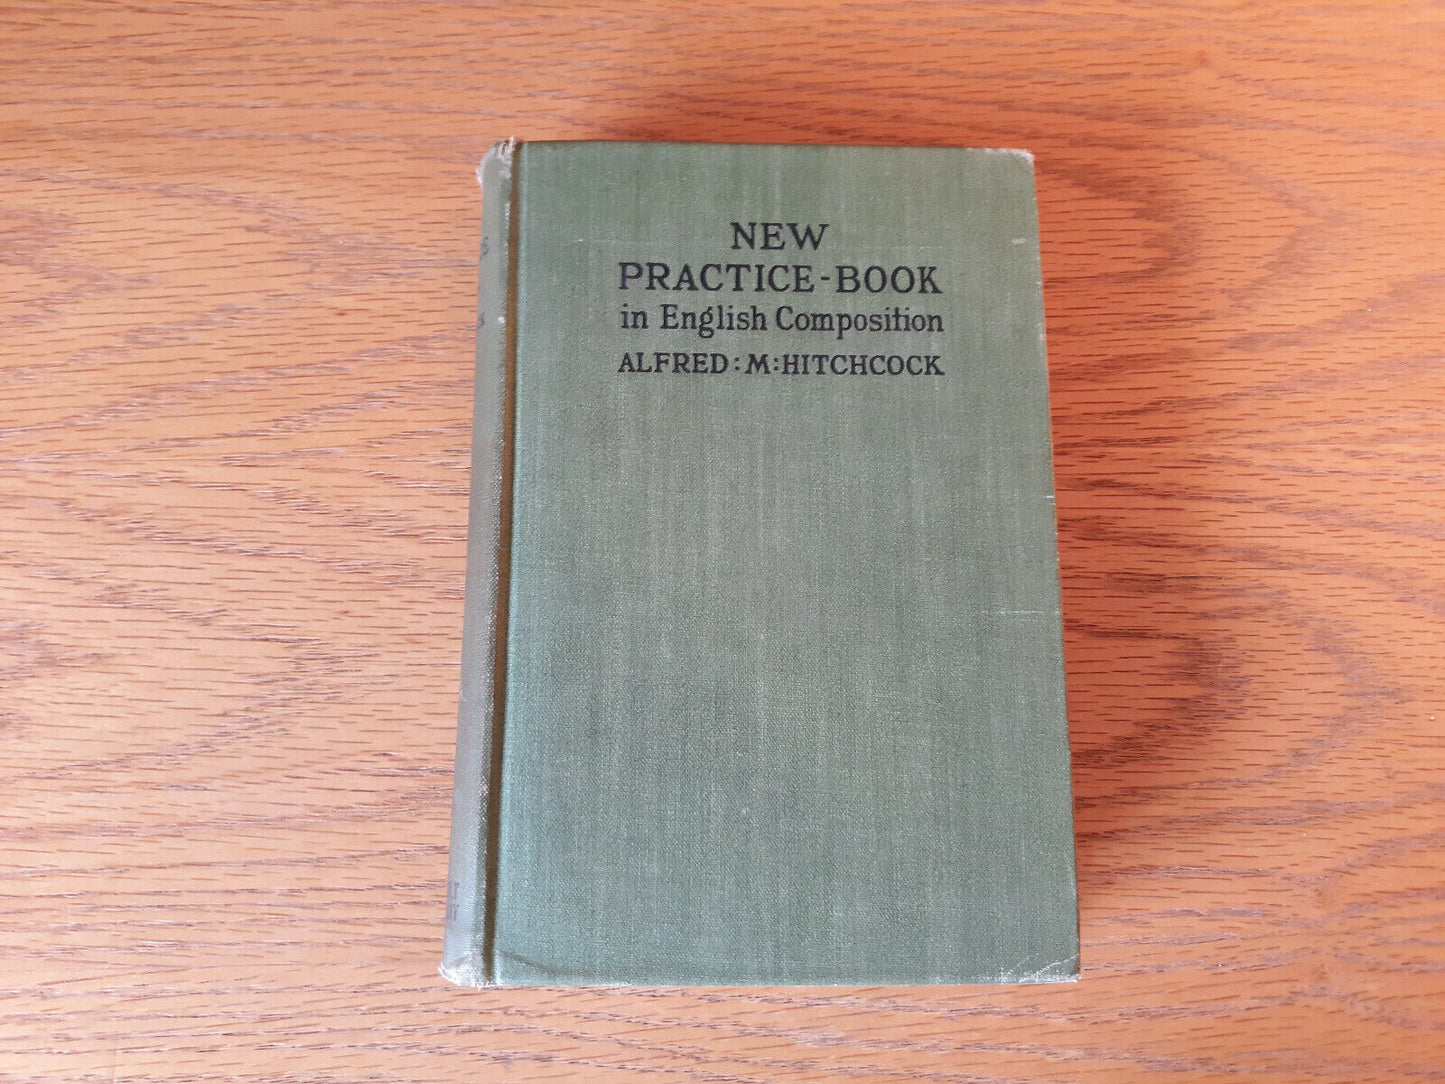 NEW
PRACTICE-BOOK
in English Composition
ALFRED:M:HITCHCOCK